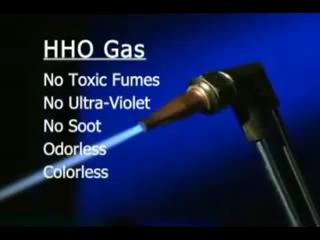 HHO Gas
No Toxic Fumes
No Ultra-Violet
No Soot
Odorless
Colorless